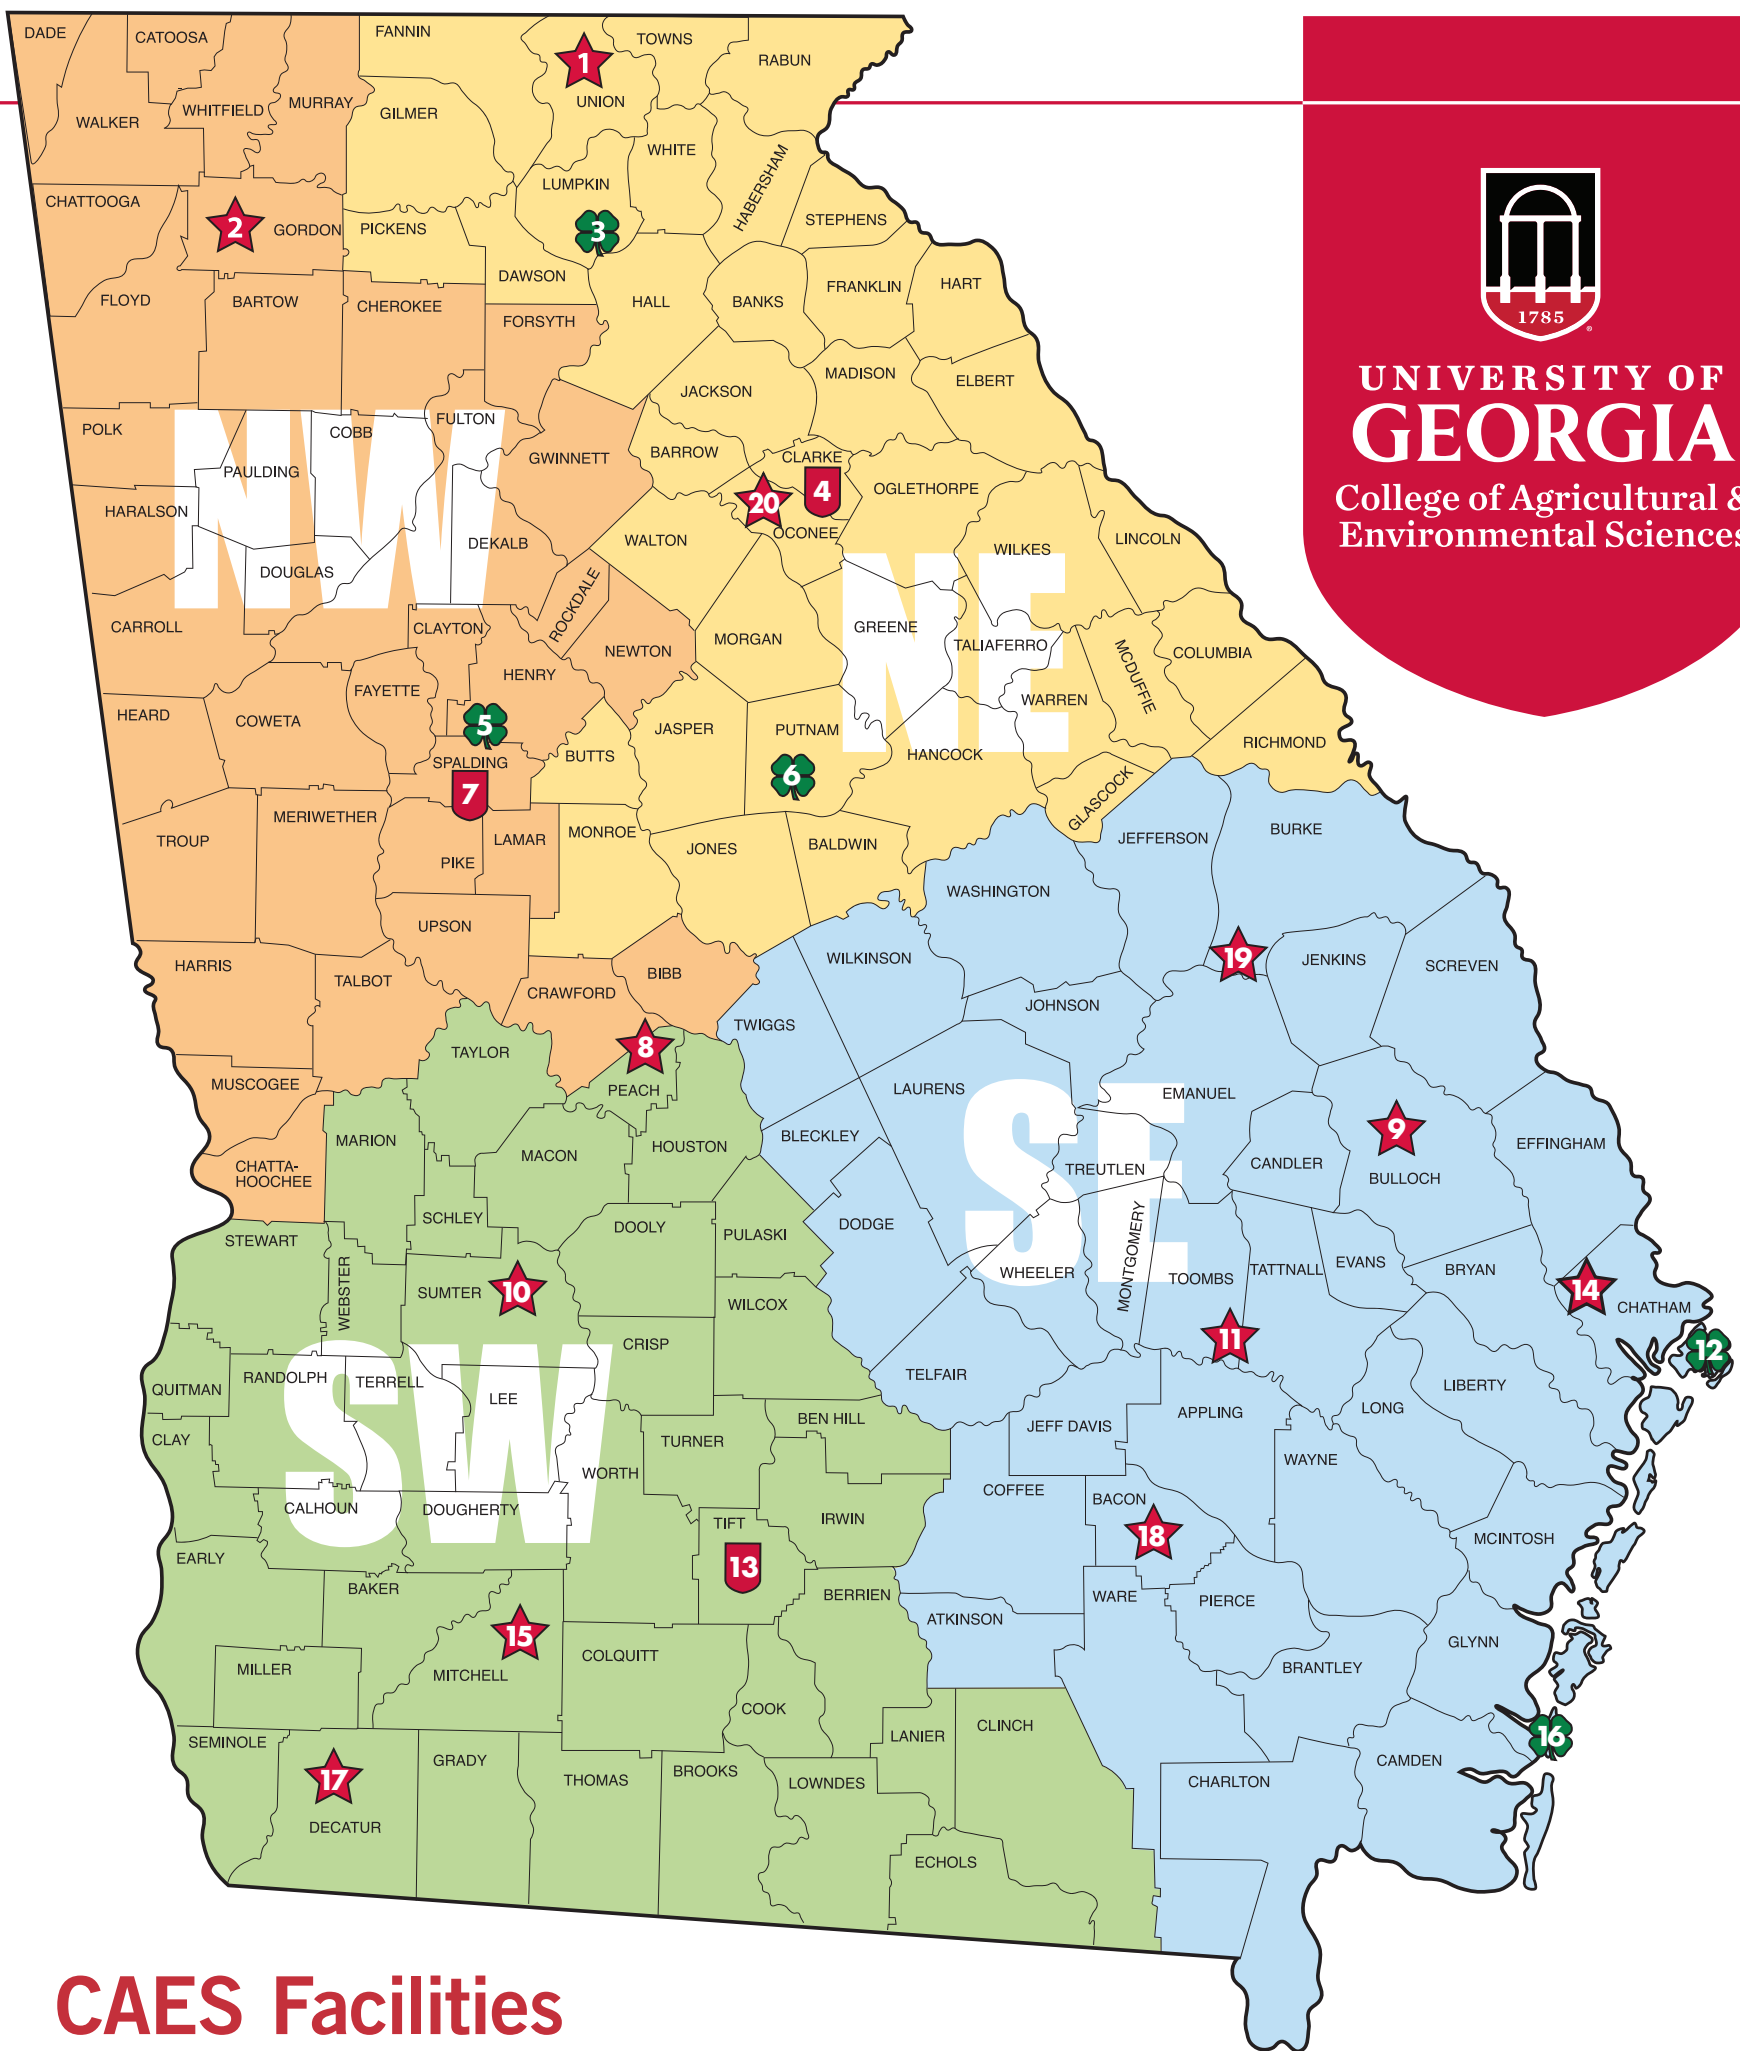 DADE
CATOOSA
FANNIN
TOWNS
1
RABUN
UNION
WHITFIELD
MURRAY
GILMER
WALKER
WHITE
HABERSHAM
LUMPKIN
CHATTOOGA
2
GORDON
PICKENS
3
STEPHENS
DAWSON
FLOYD
BARTOW
CHEROKEE
HALL
BANKS
FRANKLIN
HART
FORSYTH
1785
®
UNIVERSITY OF
GEORGIA
College of Agricultural &
Environmental Sciences
JACKSON
MADISON
ELBERT
POLK
NW
COBB
FULTON
GWINNETT
BARROW
CLARKE
PAULDING
20
4
OGLETHORPE
HARALSON
DEKALB
WALTON
OCONEE
WILKES
LINCOLN
DOUGLAS
ROCKDALE
NE
CARROLL
CLAYTON
NEWTON
MORGAN
GREENE
TALIAFERRO
MCDUFFIE
COLUMBIA
HENRY
FAYETTE
WARREN
HEARD
COWETA
5
JASPER
PUTNAM
HANCOCK
RICHMOND
SPALDING
BUTTS
6
7
GLASCOCK
MERIWETHER
TROUP
LAMAR
MONROE
JONES
BALDWIN
JEFFERSON
BURKE
PIKE
WASHINGTON
UPSON
HARRIS
TALBOT
BIBB
WILKINSON
19
JENKINS
SCREVEN
CRAWFORD
JOHNSON
TWIGGS
TAYLOR
8
MUSCOGEE
PEACH
LAURENS
EMANUEL
SE
9
MARION
MACON
HOUSTON
BLECKLEY
EFFINGHAM
CHATTA-
HOOCHEE
TREUTLEN
CANDLER
BULLOCH
SCHLEY
DOOLY
PULASKI
DODGE
MONTGOMERY
STEWART
WEBSTER
SUMTER
10
WHEELER
TOOMBS
TATTNALL
EVANS
BRYAN
14
CHATHAM
WILCOX
CRISP
11
12
SW
QUITMAN
RANDOLPH
TERRELL
LEE
TELFAIR
LIBERTY
CLAY
BEN HILL
JEFF DAVIS
APPLING
LONG
TURNER
WORTH
WAYNE
CALHOUN
DOUGHERTY
COFFEE
BACON
TIFT
IRWIN
18
MCINTOSH
EARLY
13
BAKER
BERRIEN
WARE
PIERCE
15
ATKINSON
MILLER
MITCHELL
COLQUITT
GLYNN
BRANTLEY
COOK
SEMINOLE
LANIER
CLINCH
16
GRADY
THOMAS
BROOKS
LOWNDES
CAMDEN
17
CHARLTON
DECATUR
ECHOLS
CAES Facilities